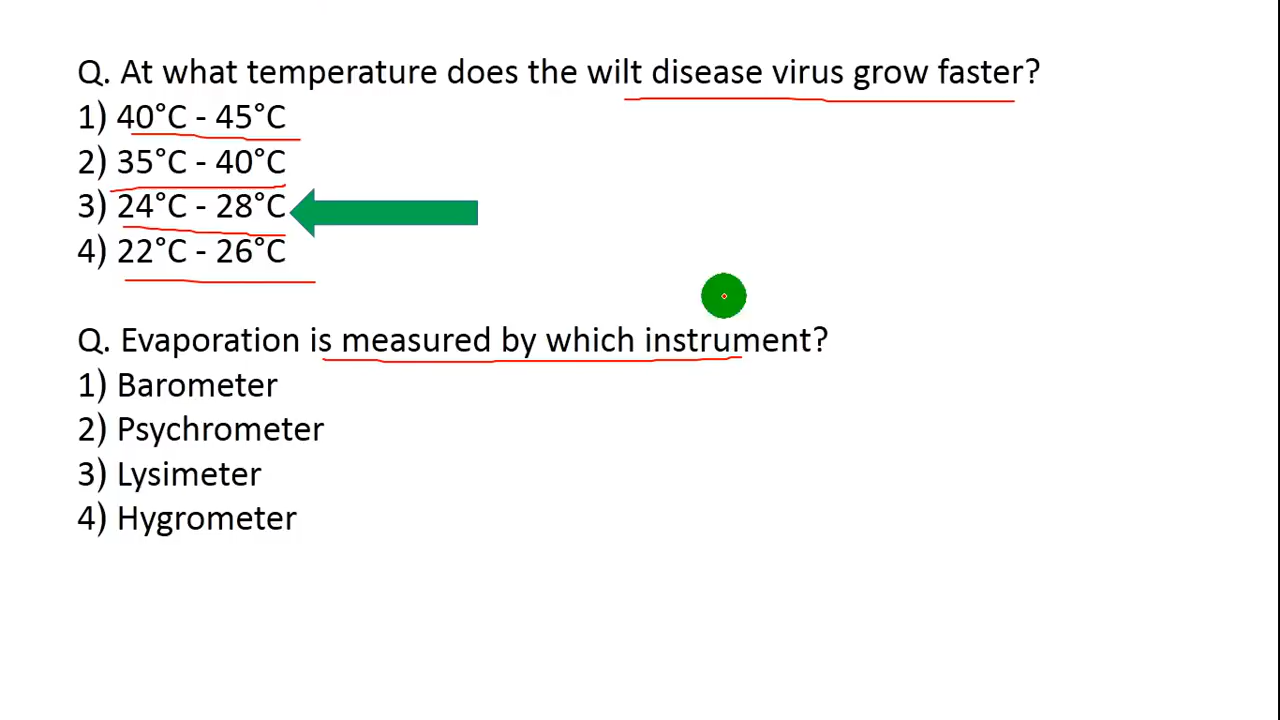 Q. At what temperature does the wilt disease virus grow faster?
1) 40°C - 45°C
2) 35°C - 40°C
3) 24°C - 28°C
4) 22°C - 26°C
Q. Evaporation is measured by which instrument?
1) Barometer
2) Psychrometer
3) Lysimeter
4) Hygrometer